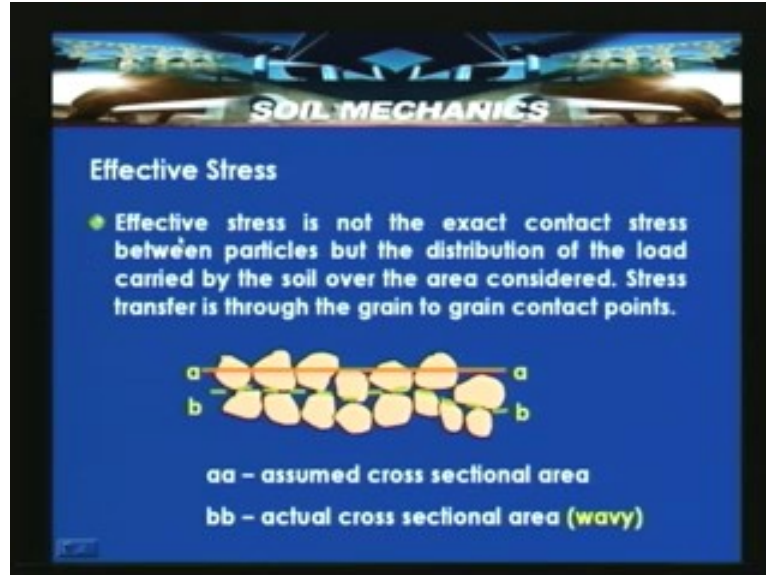 SOIL MECHANICS
Effective Stress
Effective stress is not the exact contact stress
between particles but the distribution of the load
carried by the soil over the area considered. Stress
transfer is through the grain to grain contact points.
a a
b b
aa – assumed cross sectional area
bb – actual cross sectional area (wavy)